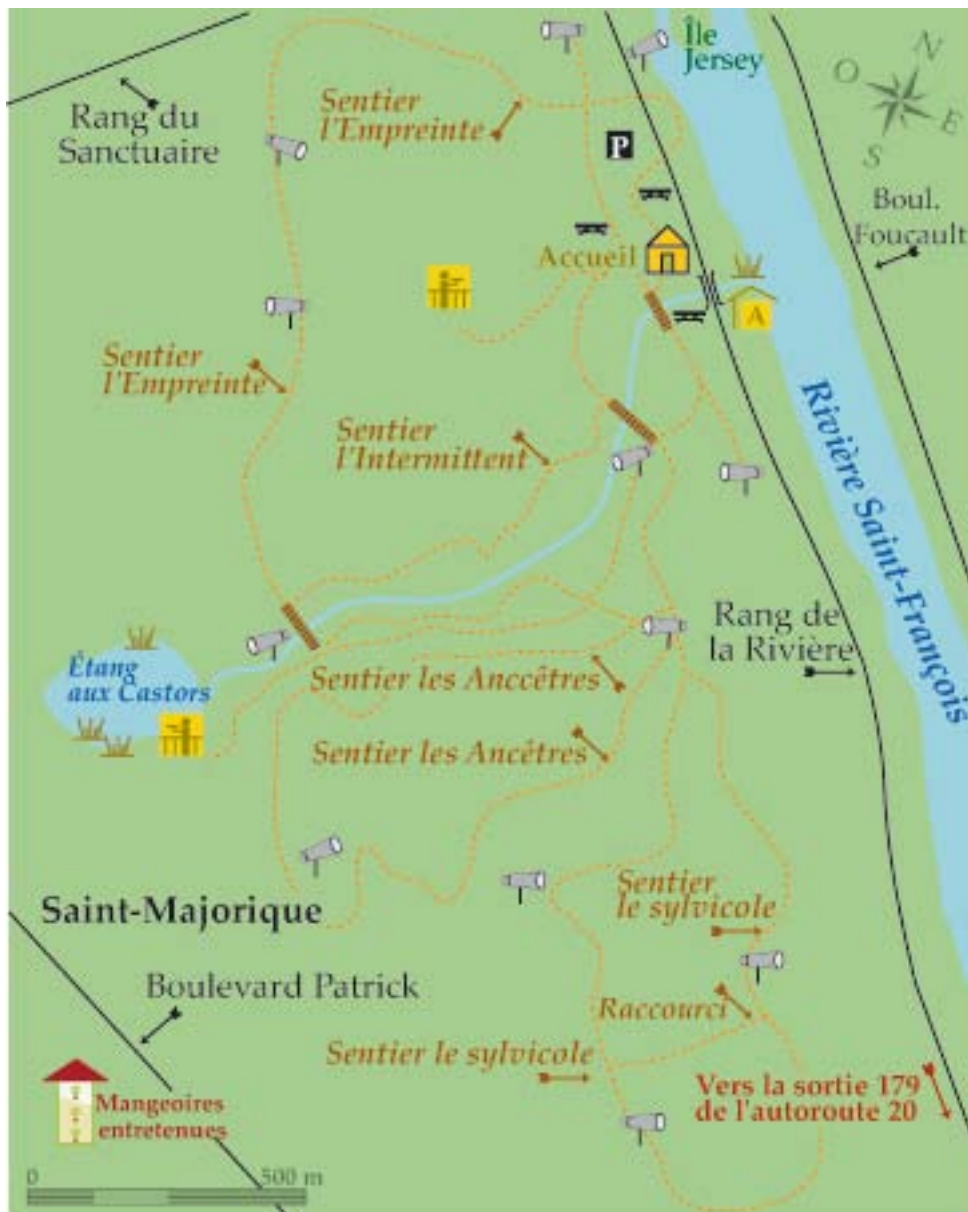 Île
Jersey
N
O
E
S
Sentier
l'Empreinte
Rang du
Sanctuaire
P
Boul.
Foucault
Accueil
A
Sentier
l'Empreinte
Sentier
l'Intermittent
Rivière Saint-François
Rang de
la Rivière
Étang
aux Castors
Sentier les Anccêtres
Sentier les Ancêtres
Sentier
le sylvicole
Saint-Majorique
Boulevard Patrick
Raccourci
Sentier le sylvicole
Vers la sortie 179
de l'autoroute 20
Mangeoires
entretenues
0 500 m